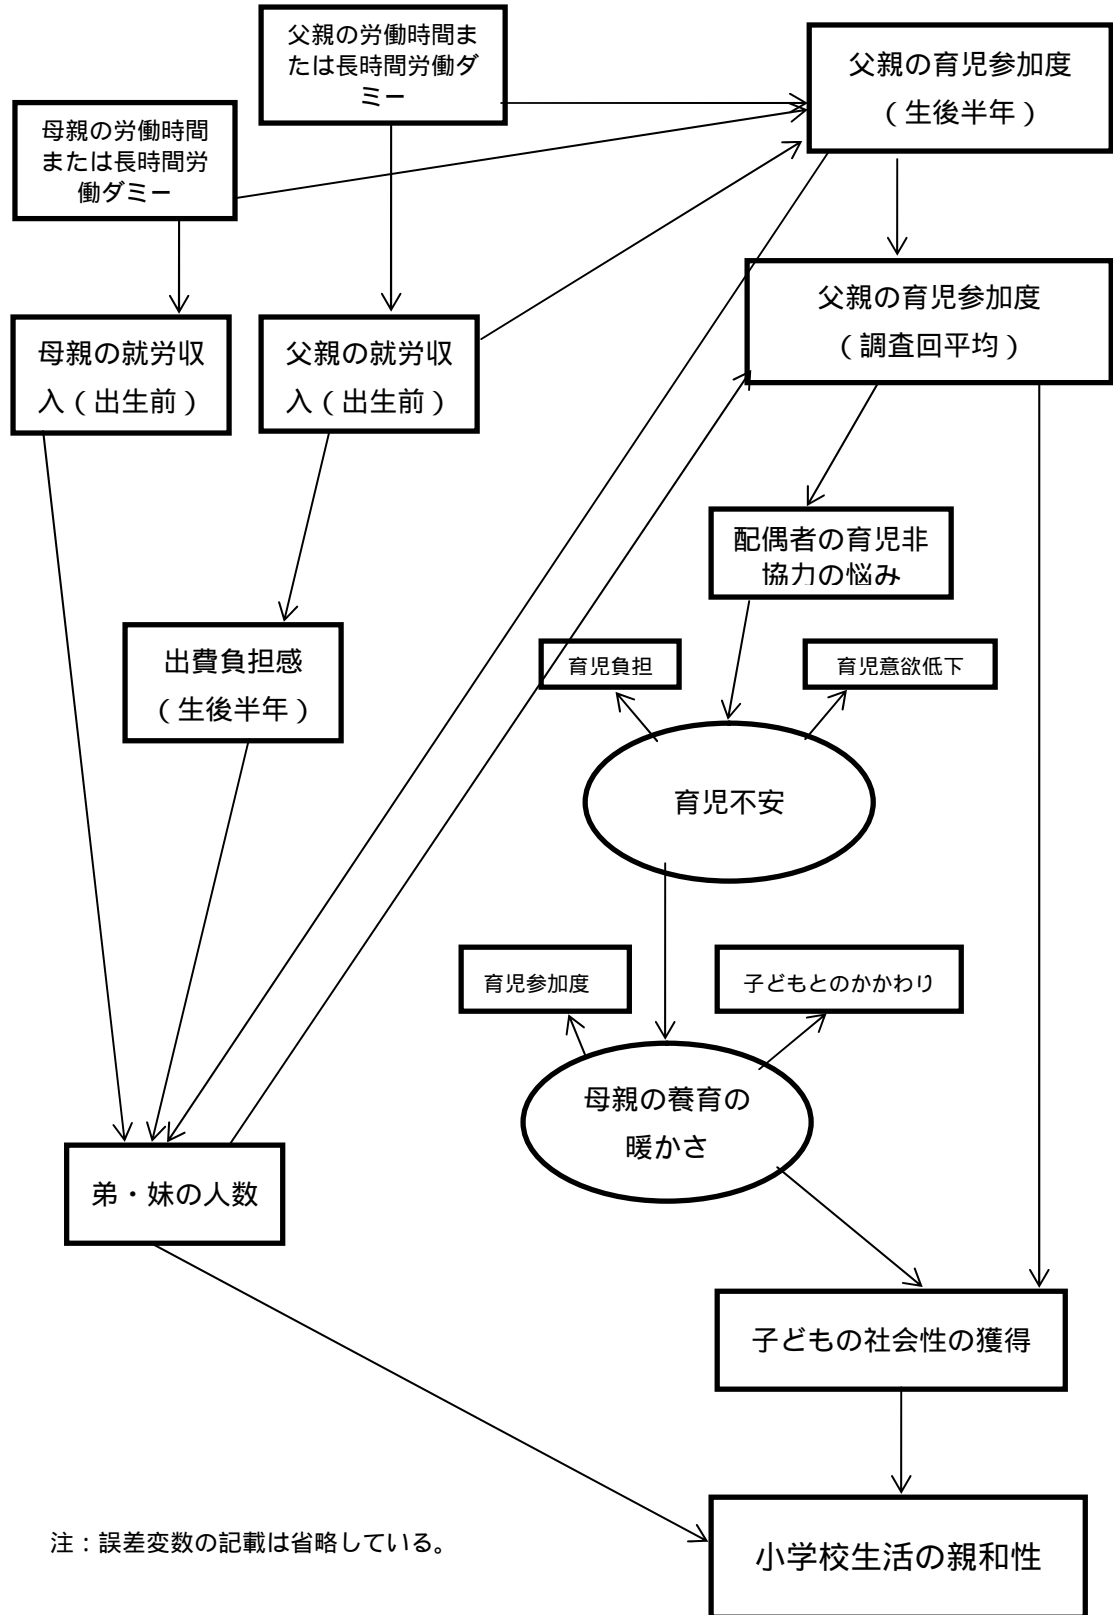 父親の労働時間ま
たは長時間労働ダ
ミー
父親の育児参加度
（生後半年）
母親の労働時間
または長時間労
働ダミー
父親の育児参加度
（調査回平均）
母親の就労収
入（出生前）
父親の就労収
入（出生前）
配偶者の育児非
協力の悩み
出費負担感
（生後半年）
育児負担
育児意欲低下
育児不安
育児参加度
子どもとのかかわり
母親の養育の
暖かさ
弟・妹の人数
子どもの社会性の獲得
注：誤差変数の記載は省略している。
小学校生活の親和性